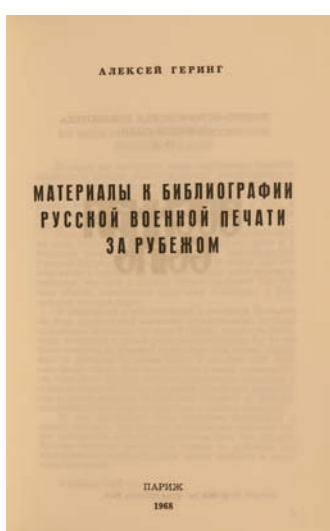 АЛЕКСЕЙ ГЕРИНГ
МАТЕРИАЛЫ К БИБЛИОГРАФИИ
РУССКОЙ ВОЕННОЙ ПЕЧАТИ
ЗА РУБЕЖОМ
ПАРИЖ
1968